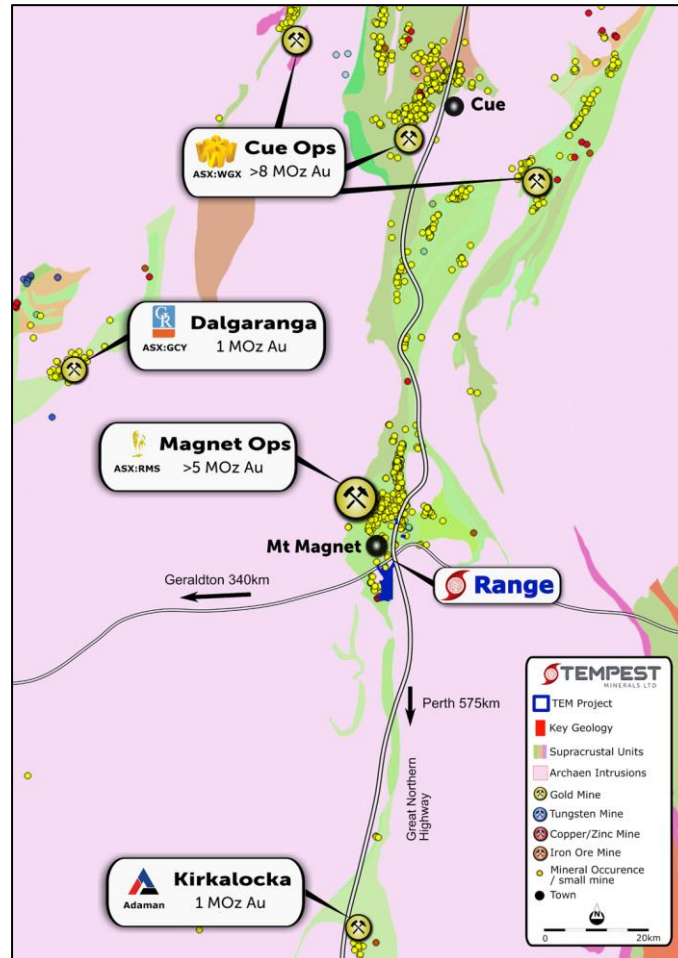 Cue
Cue Ops
ASX:WGX
>8 MOz Au
GR
Dalgaranga
ASX:GCY
1 MOz Au
Magnet Ops
ASX:RMS
>5 MOz Au
Mt Magnet
Geraldton 340km
Range
Perth 575km
Great Northern
Highway
Kirkalocka
Adaman
1 MOz Au
TEMPEST
MINERALS LTD
TEM Project
Key Geology
Supracrustal Units
Archaen Intrusions
Gold Mine
Tungsten Mine
Copper/Zinc Mine
Iron Ore Mine
Mineral Occurence
/ small mine
Town
N
0 20km